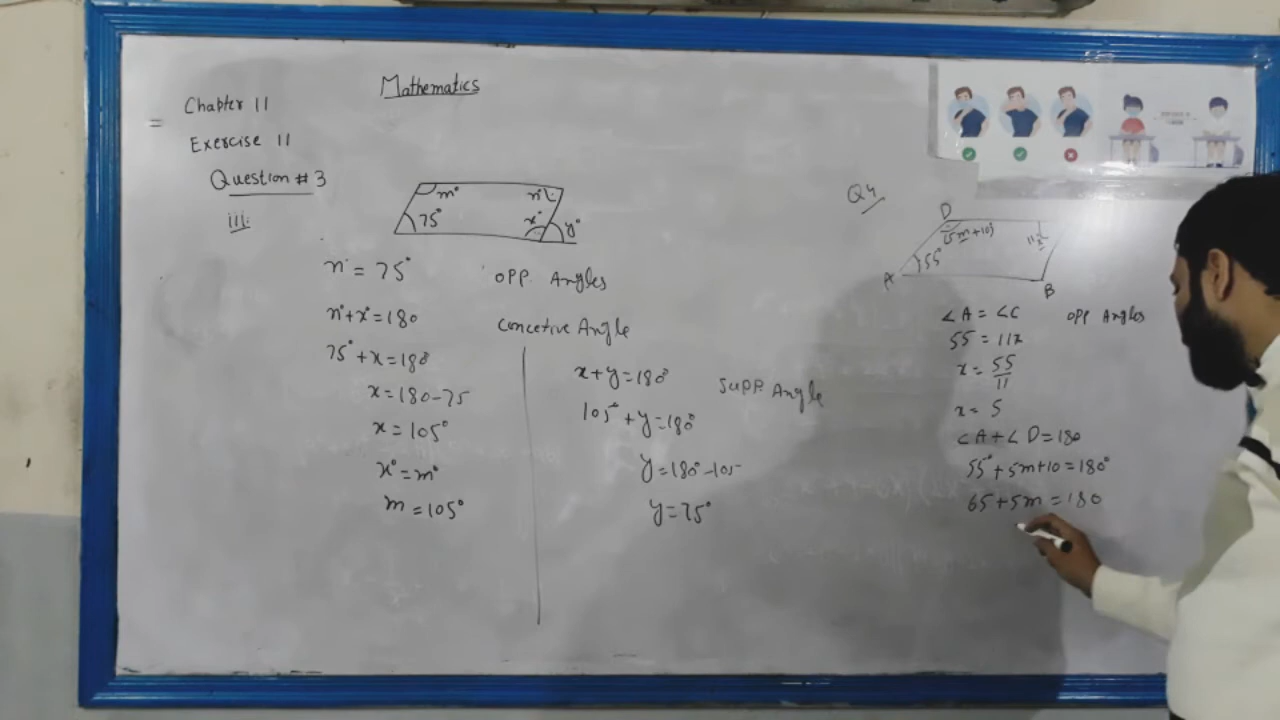 Mathematics
Chapter 11
=
Exercise 11
Question # 3
iii.
m°
n°
75°
x°
y°
n = 75°
opp. Angles
n°+x°=180
Concetive Angle
75°+x=180
x=180-75
x=105°
x°=m°
m=105°
x+y=180°
Supp. Angle
105°+y=180°
y=180°-105
y=75°
Q4
D
(5m+10)
55°
A
B
∠A = ∠C
opp Angles
55 = 11x
x= 55/11
x= 5
∠A+∠D=180
55°+5m+10=180°
65+5m=180